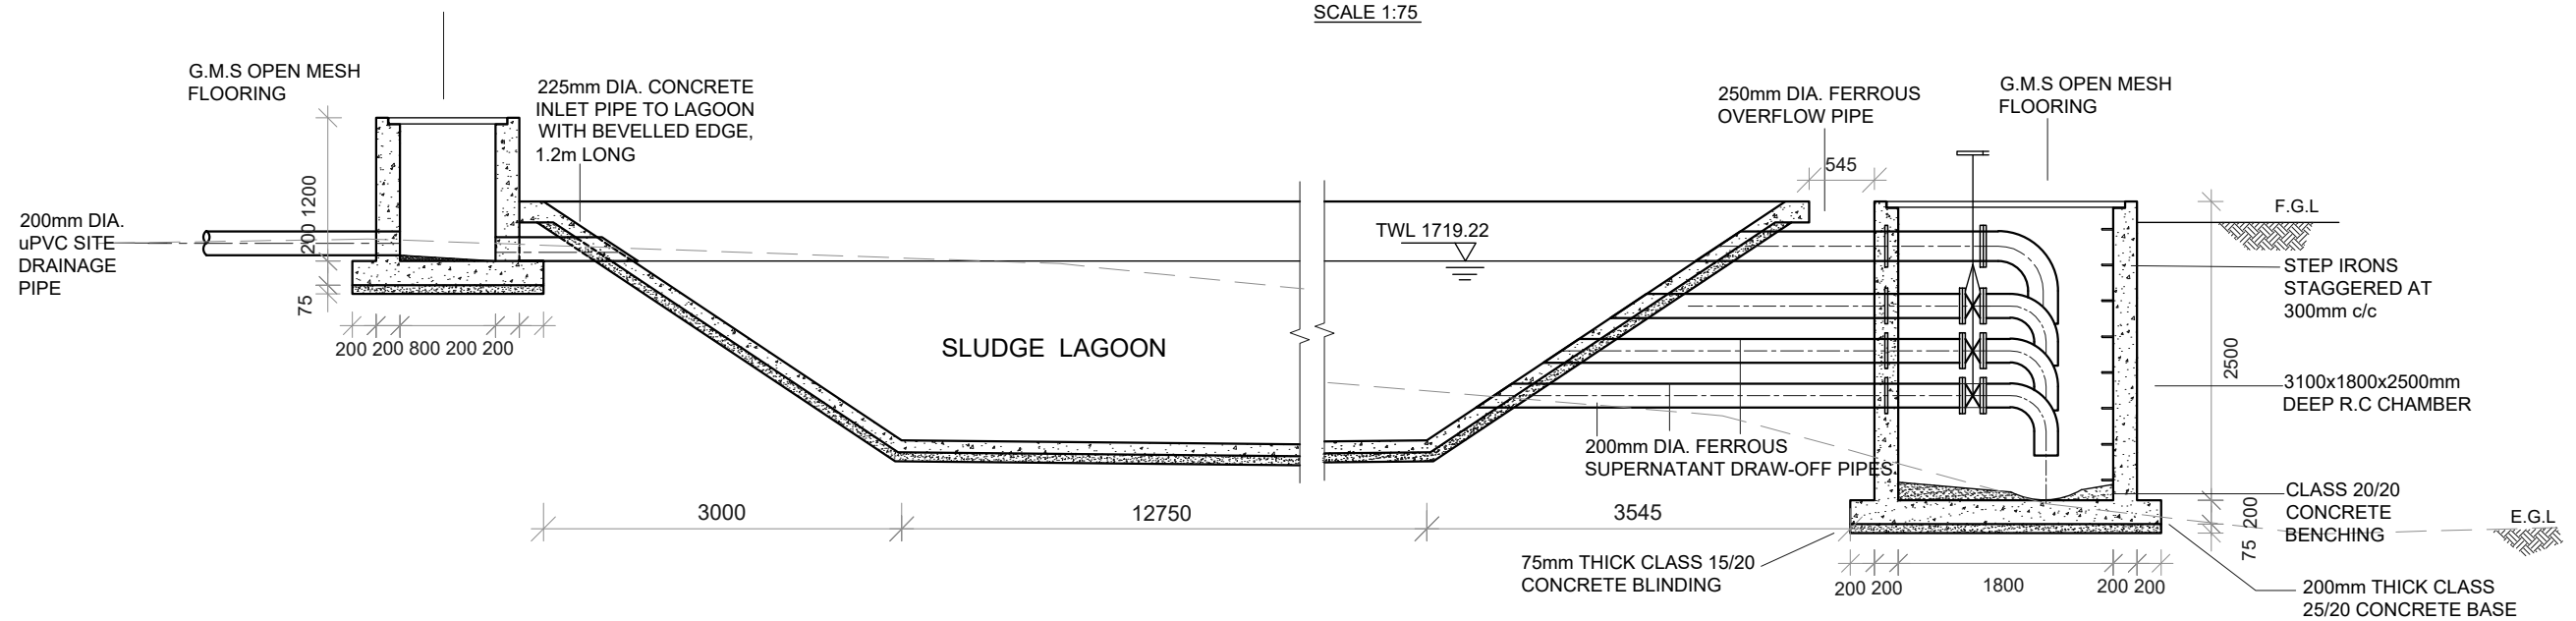 SCALE 1:75
G.M.S OPEN MESH
FLOORING
225mm DIA. CONCRETE
INLET PIPE TO LAGOON
WITH BEVELLED EDGE,
1.2m LONG
250mm DIA. FERROUS
OVERFLOW PIPE
G.M.S OPEN MESH
FLOORING
545
1200
200
75
200mm DIA.
uPVC SITE
DRAINAGE
PIPE
200 200 800 200 200
TWL 1719.22
SLUDGE LAGOON
F.G.L
STEP IRONS
STAGGERED AT
300mm c/c
2500
3100x1800x2500mm
DEEP R.C CHAMBER
200mm DIA. FERROUS
SUPERNATANT DRAW-OFF PIPES
CLASS 20/20
CONCRETE
BENCHING
E.G.L
200
75
3000
12750
3545
75mm THICK CLASS 15/20
CONCRETE BLINDING
200 200 1800 200 200
200mm THICK CLASS
25/20 CONCRETE BASE